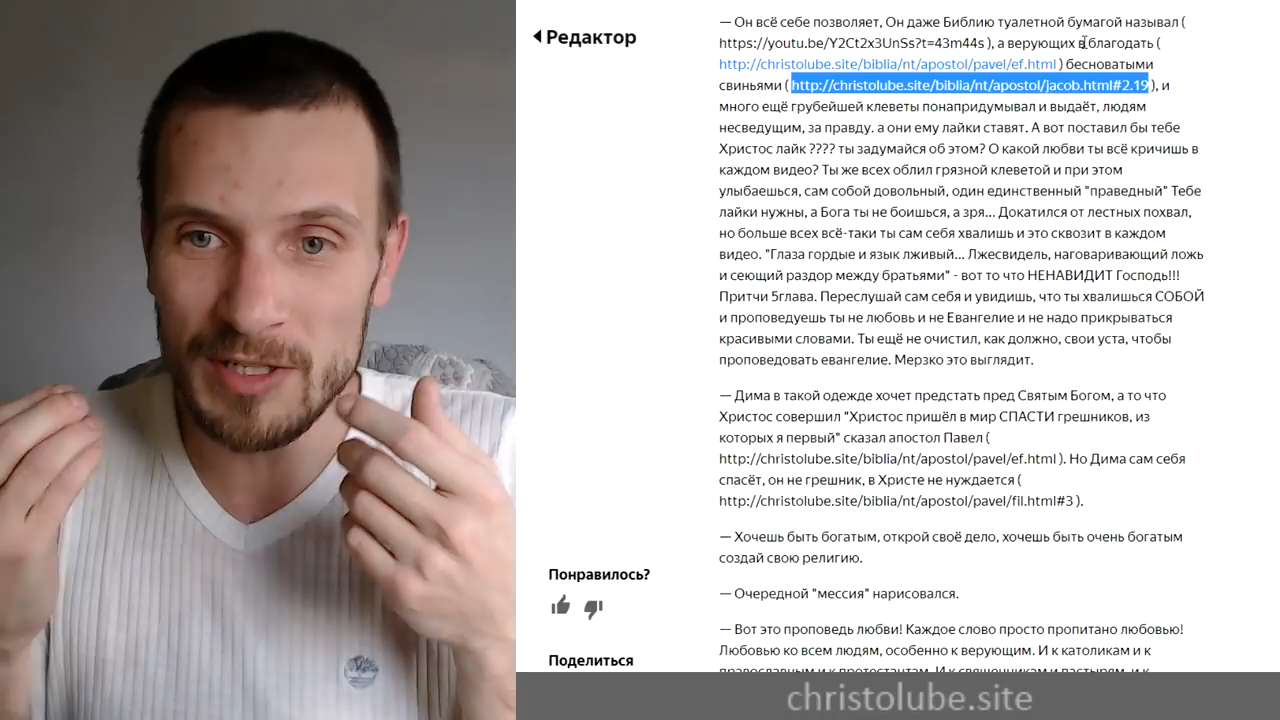 Редактор
— Он всё себе позволяет, Он даже Библию туалетной бумагой называл (
https://youtu.be/Y2Ct2x3UnSs?t=43m44s ), а верующих в благодать (
http://christolube.site/biblia/nt/apostol/pavel/ef.html ) бесноватыми
свиньями ( http://christolube.site/biblia/nt/apostol/jacob.html#2.19 ), и
много ещё грубейшей клеветы понапридумывал и выдаёт, людям
несведущим, за правду. а они ему лайки ставят. А вот поставил бы тебе
Христос лайк ???? ты задумайся об этом? О какой любви ты всё кричишь в
каждом видео? Ты же всех облил грязной клеветой и при этом
улыбаешься, сам собой довольный, один единственный "праведный" Тебе
лайки нужны, а Бога ты не боишься, а зря... Докатился от лестных похвал,
но больше всех всё-таки ты сам себя хвалишь и это сквозит в каждом
видео. "Глаза гордые и язык лживый... Лжесвидель, наговаривающий ложь
и сеющий раздор между братьями" - вот то что НЕНАВИДИТ Господь!!!
Притчи 5глава. Переслушай сам себя и увидишь, что ты хвалишься СОБОЙ
и проповедуешь ты не любовь и не Евангелие и не надо прикрываться
красивыми словами. Ты ещё не очистил, как должно, свои уста, чтобы
проповедовать евангелие. Мерзко это выглядит.
— Дима в такой одежде хочет предстать пред Святым Богом, а то что
Христос совершил "Христос пришёл в мир СПАСТИ грешников, из
которых я первый" сказал апостол Павел (
http://christolube.site/biblia/nt/apostol/pavel/ef.html ). Но Дима сам себя
спасёт, он не грешник, в Христе не нуждается (
http://christolube.site/biblia/nt/apostol/pavel/fil.html#3 ).
— Хочешь быть богатым, открой своё дело, хочешь быть очень богатым
создай свою религию.
— Очередной "мессия" нарисовался.
— Вот это проповедь любви! Каждое слово просто пропитано любовью!
Любовью ко всем людям, особенно к верующим. И к католикам и к
православным и к протестантам. И к священникам и пастырям, и к
Понравилось?
Поделиться
christolube.site